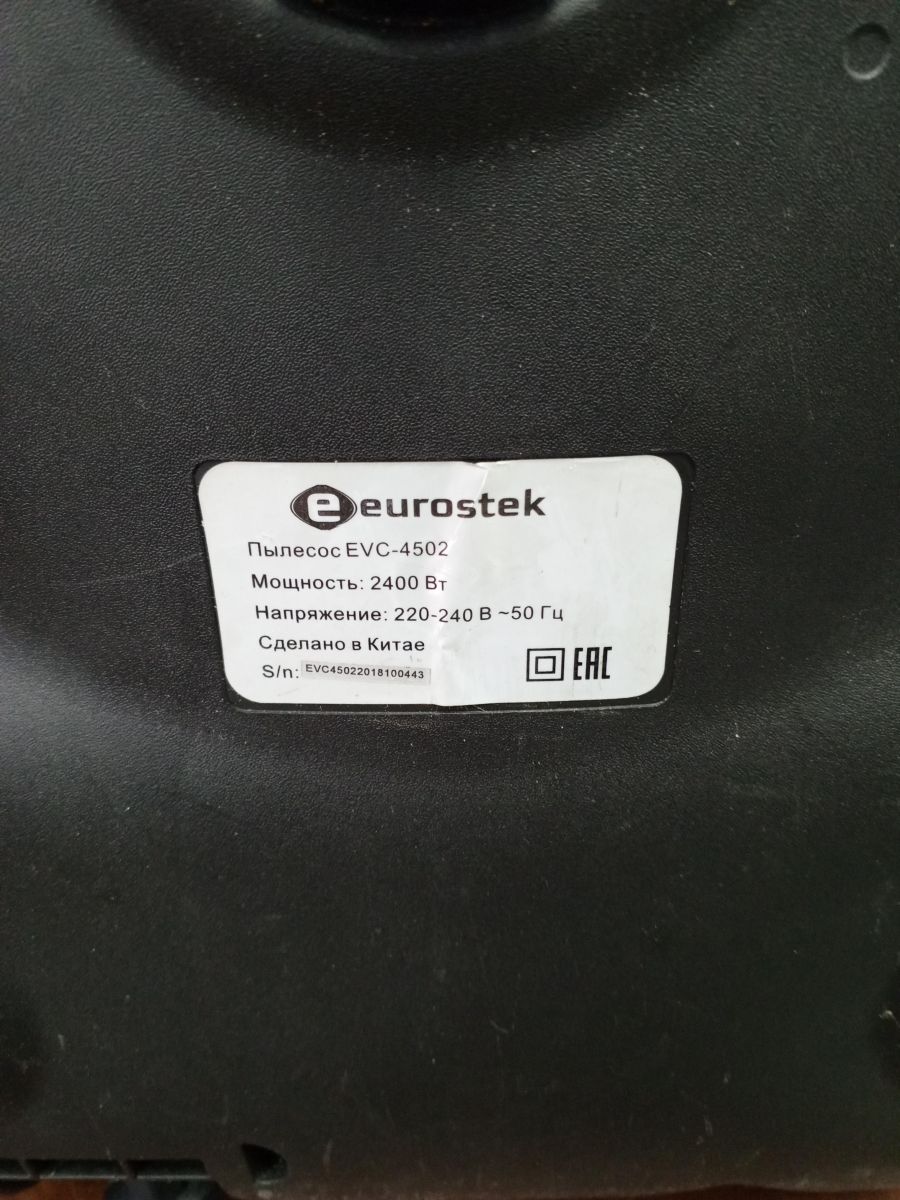 e eurostek
Пылесос EVC-4502
Мощность: 2400 Вт
Напряжение: 220-240 В ~50 Гц
Сделано в Китае
S/n: EVC45022018100443
EAC